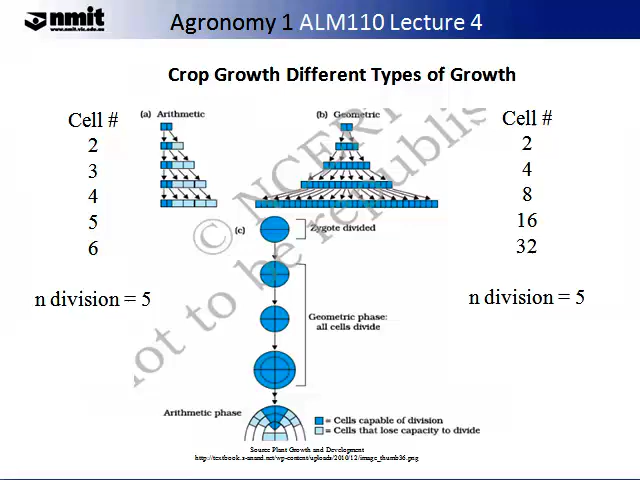 nmit
www.nmit.vic.edu.au
Agronomy 1 ALM110 Lecture 4
Crop Growth Different Types of Growth
Cell #
2
3
4
5
6
n division = 5
(a) Arithmetic
(b) Geometric
Cell #
2
4
8
16
32
n division = 5
© NCERT
not to be republis
(c)
Zygote divided
Geometric phase:
all cells divide
Arithmetic phase
= Cells capable of division
= Cells that lose capacity to divide
Source Plant Growth and Development
http://textbook.s-anand.net/wp-content/uploads/2010/12/image_thumb36.png